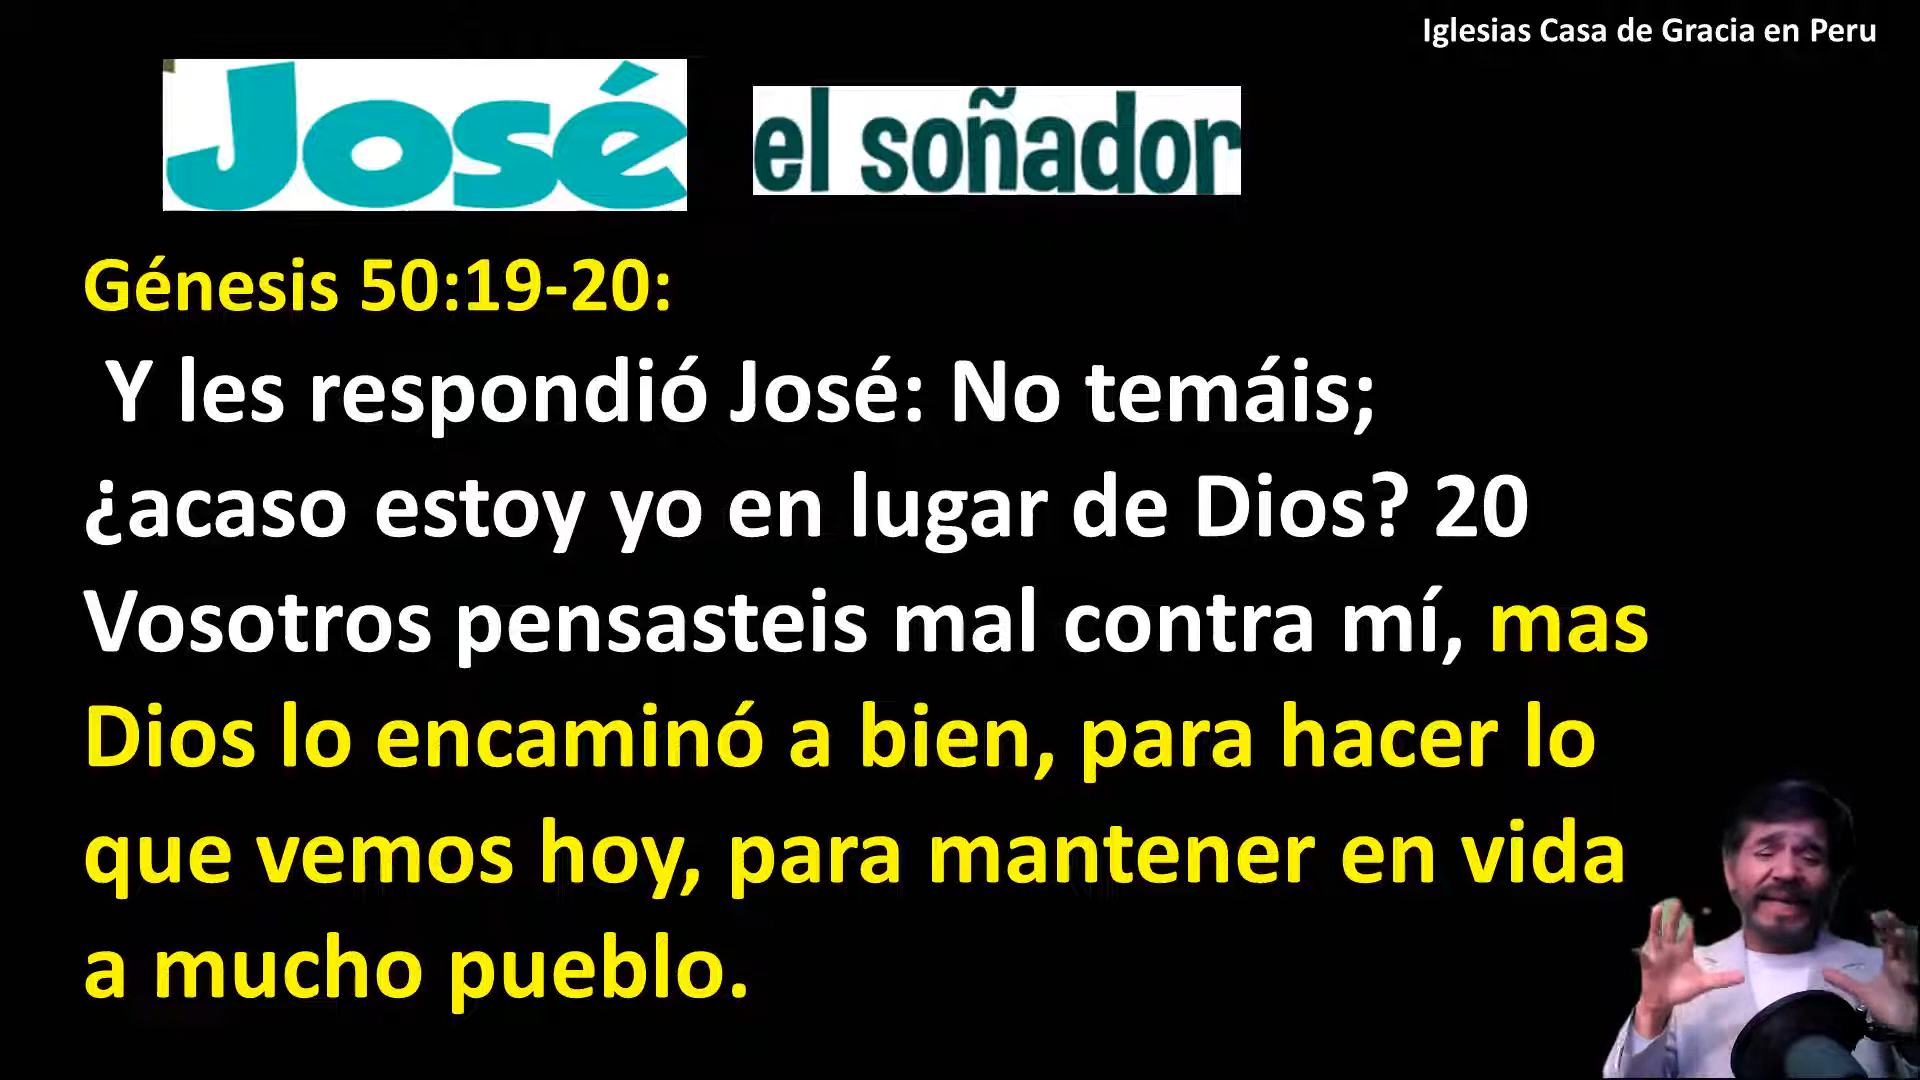 Iglesias Casa de Gracia en Peru
José el soñador
Génesis 50:19-20:
Y les respondió José: No temáis;
¿acaso estoy yo en lugar de Dios? 20
Vosotros pensasteis mal contra mí, mas
Dios lo encaminó a bien, para hacer lo
que vemos hoy, para mantener en vida
a mucho pueblo.